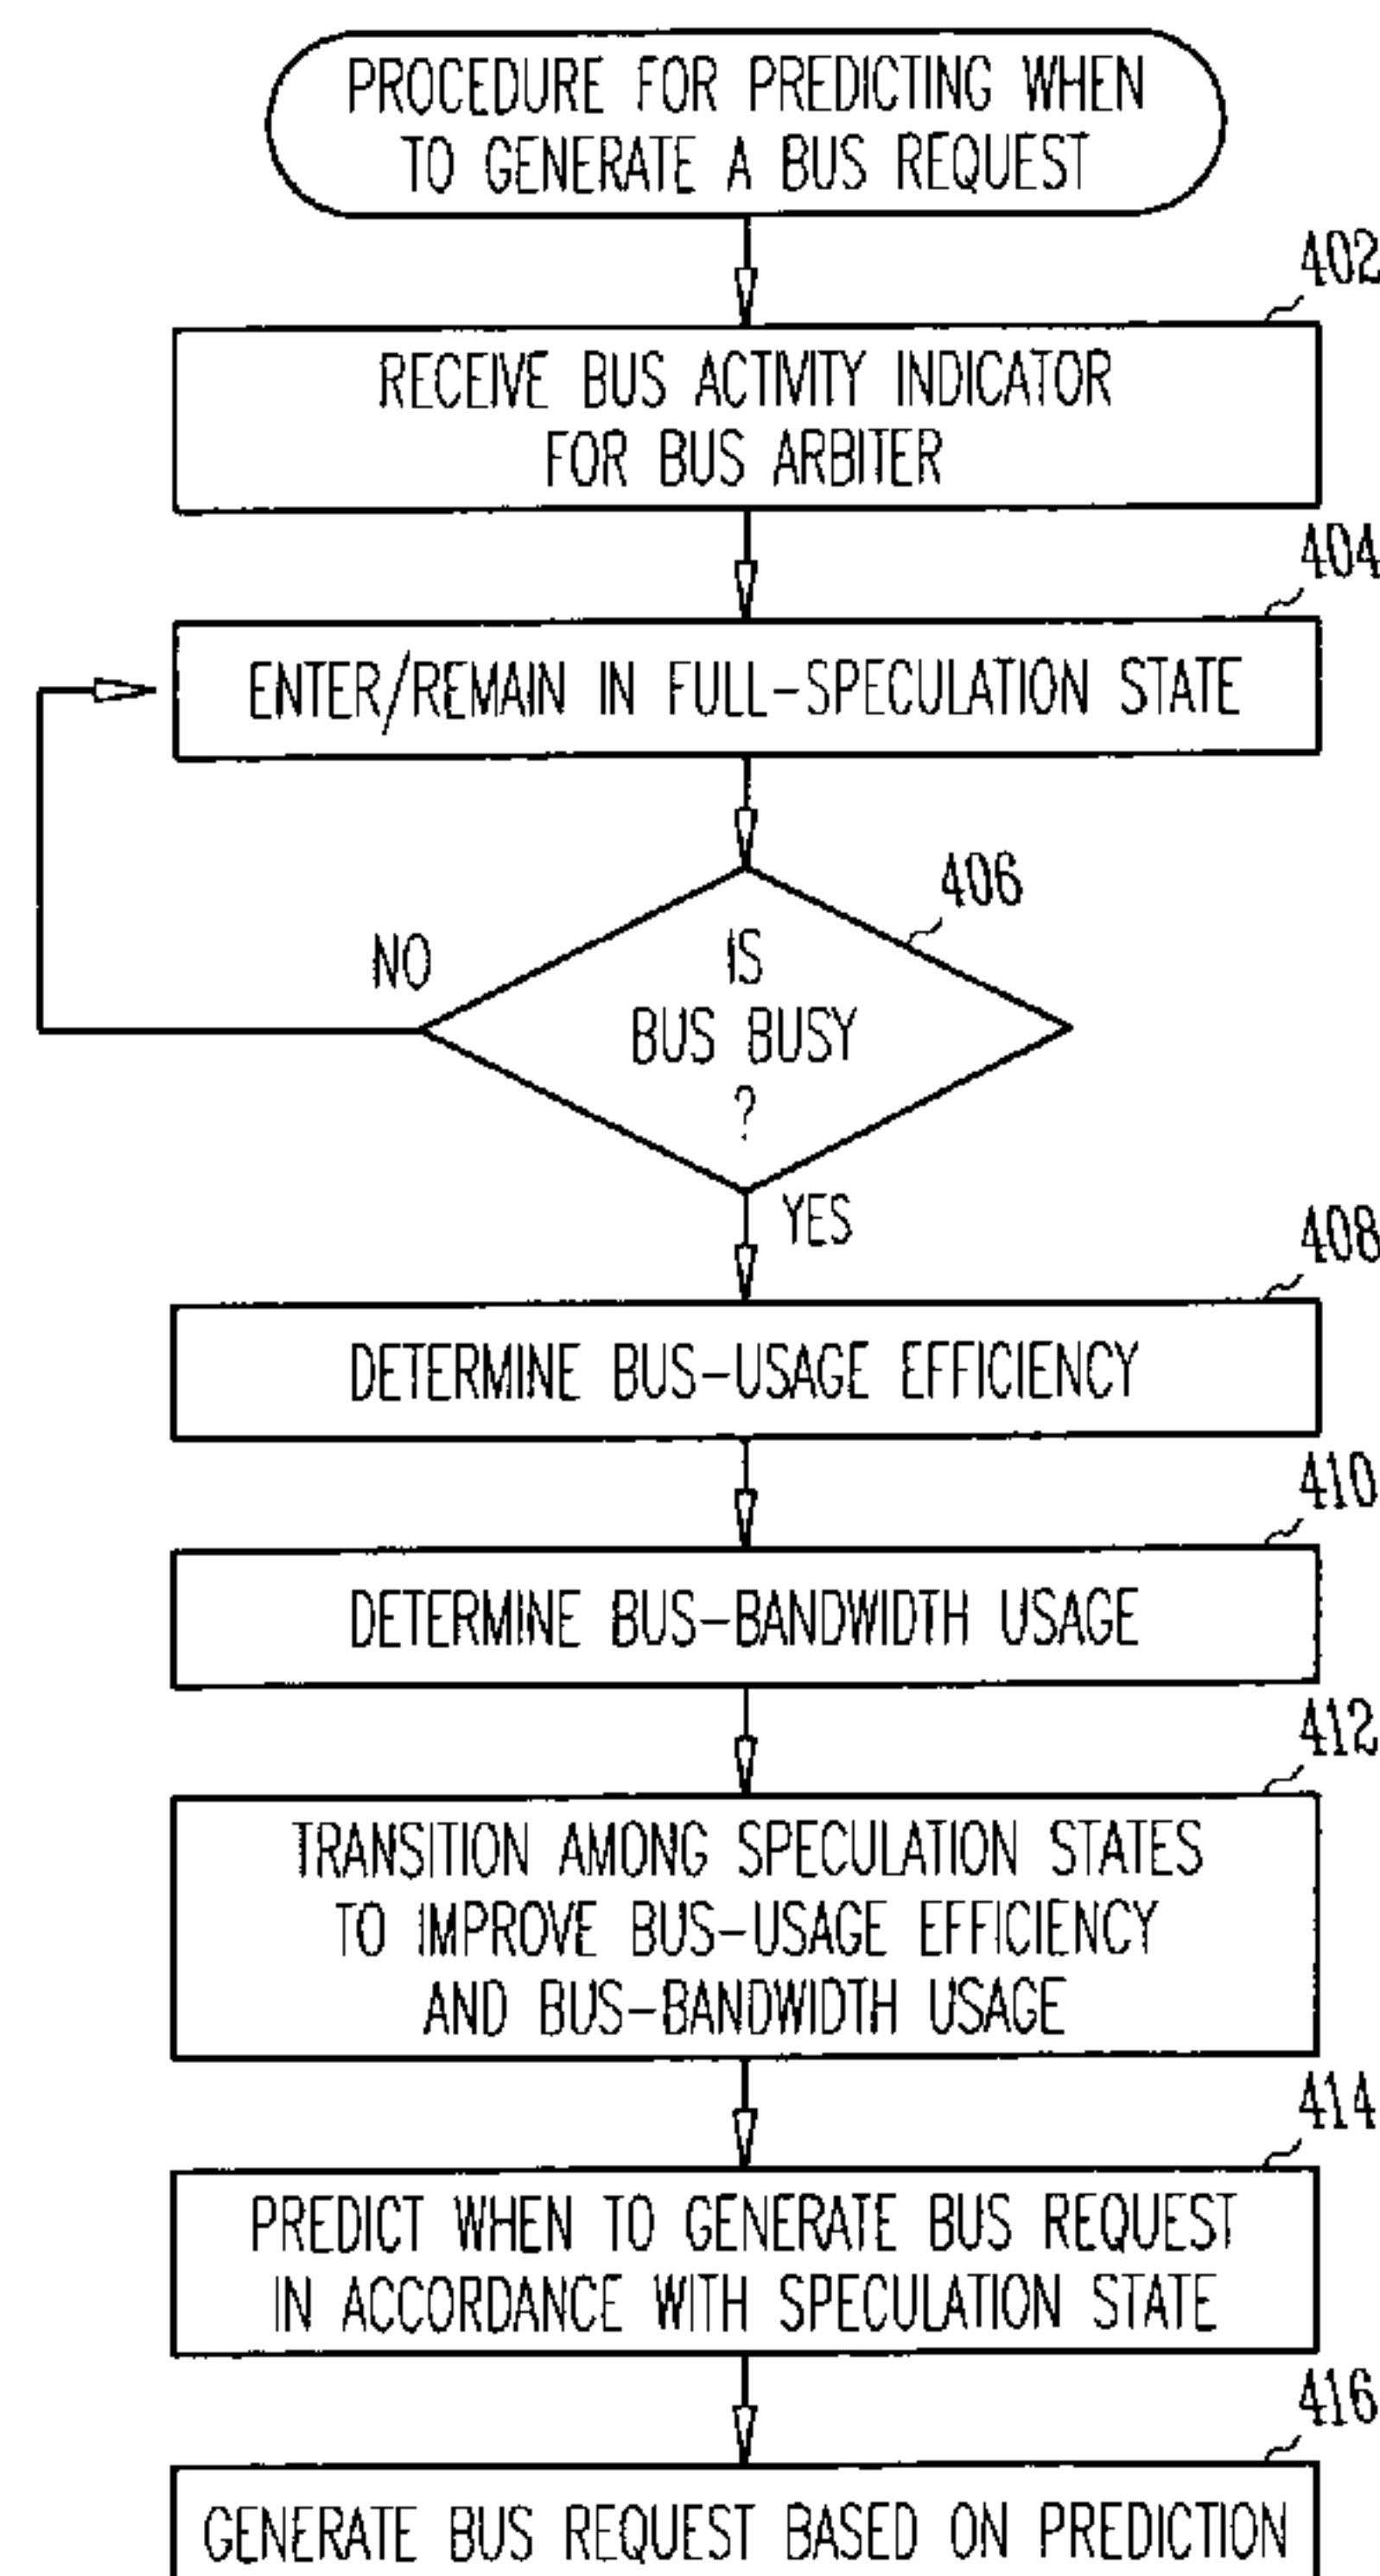 PROCEDURE FOR PREDICTING WHEN
TO GENERATE A BUS REQUEST
402
RECEIVE BUS ACTIVITY INDICATOR
FOR BUS ARBITER
404
ENTER/REMAIN IN FULL-SPECULATION STATE
406
NO
IS
BUS BUSY
?
YES
408
DETERMINE BUS-USAGE EFFICIENCY
410
DETERMINE BUS-BANDWIDTH USAGE
412
TRANSITION AMONG SPECULATION STATES
TO IMPROVE BUS-USAGE EFFICIENCY
AND BUS-BANDWIDTH USAGE
414
PREDICT WHEN TO GENERATE BUS REQUEST
IN ACCORDANCE WITH SPECULATION STATE
416
GENERATE BUS REQUEST BASED ON PREDICTION